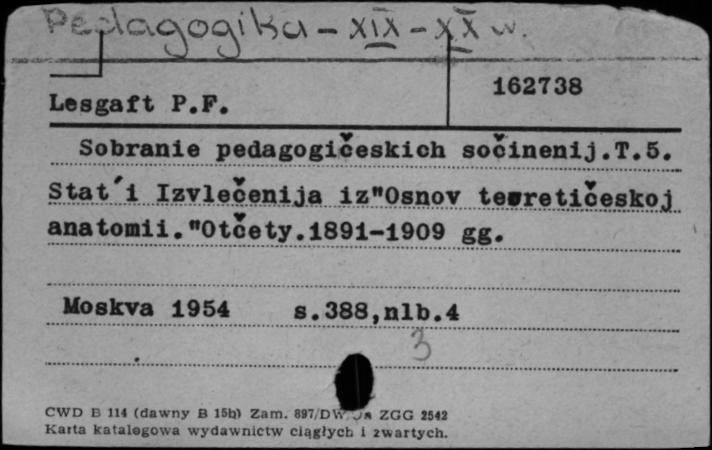 Pedagogika - XIX - XX w.
162738
Lesgaft P.F.
Sobranie pedagogičeskich sočinenij.T.5.
Stat´i Izvlečenija iz"Osnov teoretičeskoj
anatomii."Otčety.1891-1909 gg.
Moskva 1954 s.388,nlb.4
3
CWD B 114 (dawny B 15b) Zam. 897/DW ZGG 2542
Karta katalogowa wydawnictw ciągłych i zwartych.